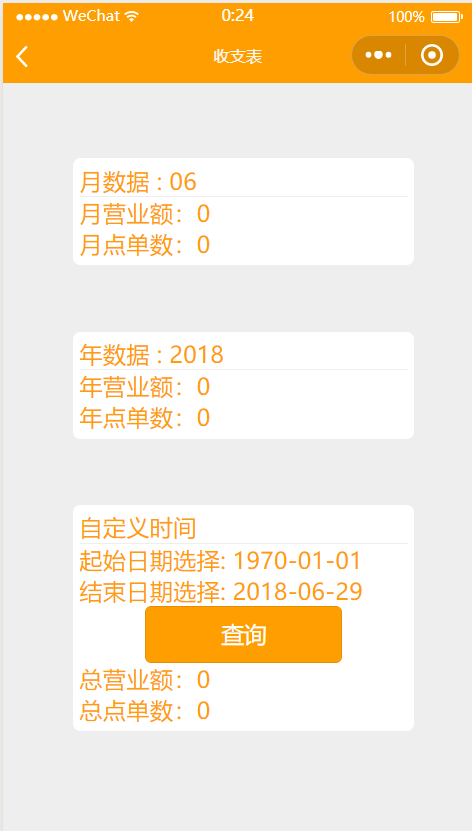 WeChat 0:24 100%
收支表
月数据 : 06
月营业额：0
月点单数：0
年数据 : 2018
年营业额：0
年点单数：0
自定义时间
起始日期选择: 1970-01-01
结束日期选择: 2018-06-29
查询
总营业额：0
总点单数：0